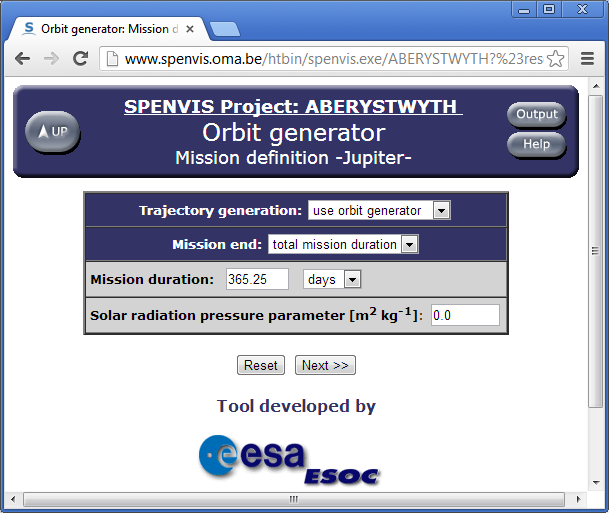 Orbit generator: Mission d
www.spenvis.oma.be/htbin/spenvis.exe/ABERYSTWYTH?%23res
UP
SPENVIS Project: ABERYSTWYTH
Orbit generator
Mission definition -Jupiter-
Output
Help
Trajectory generation: use orbit generator
Mission end: total mission duration
Mission duration: 365.25 days
Solar radiation pressure parameter [m² kg⁻¹]: 0.0
Reset Next >>
Tool developed by
eesa ESOC